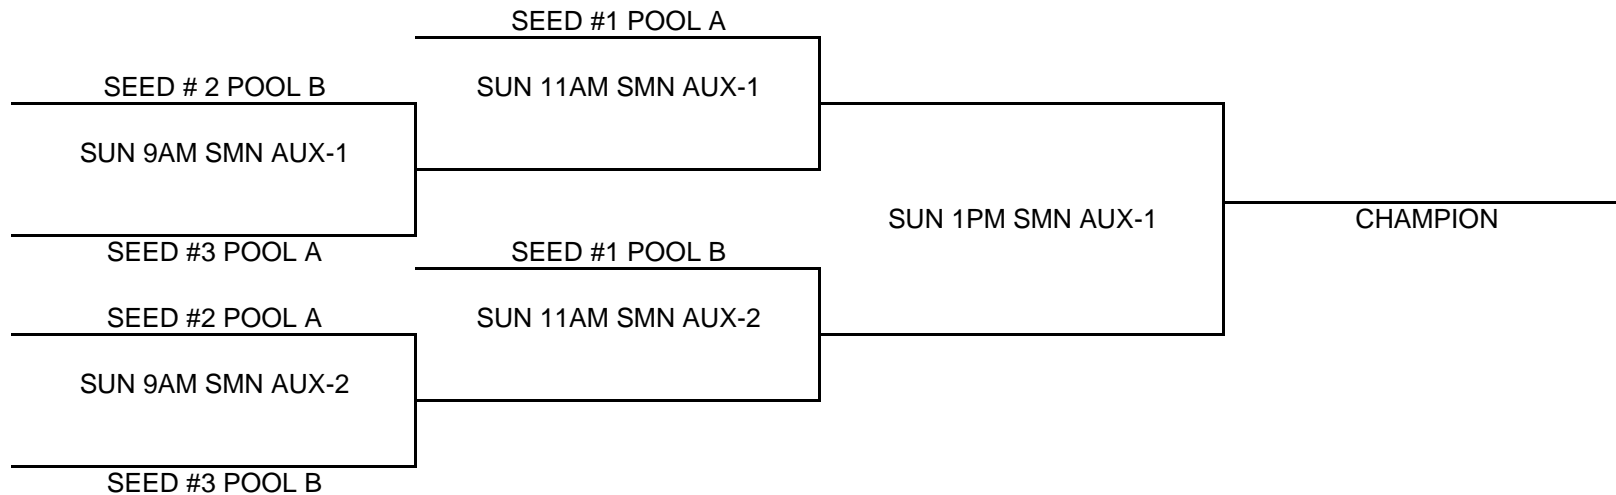 SEED #1 POOL A
SEED # 2 POOL B
SUN 11AM SMN AUX-1
SUN 9AM SMN AUX-1
SUN 1PM SMN AUX-1
CHAMPION
SEED #3 POOL A
SEED #1 POOL B
SEED #2 POOL A
SUN 11AM SMN AUX-2
SUN 9AM SMN AUX-2
SEED #3 POOL B